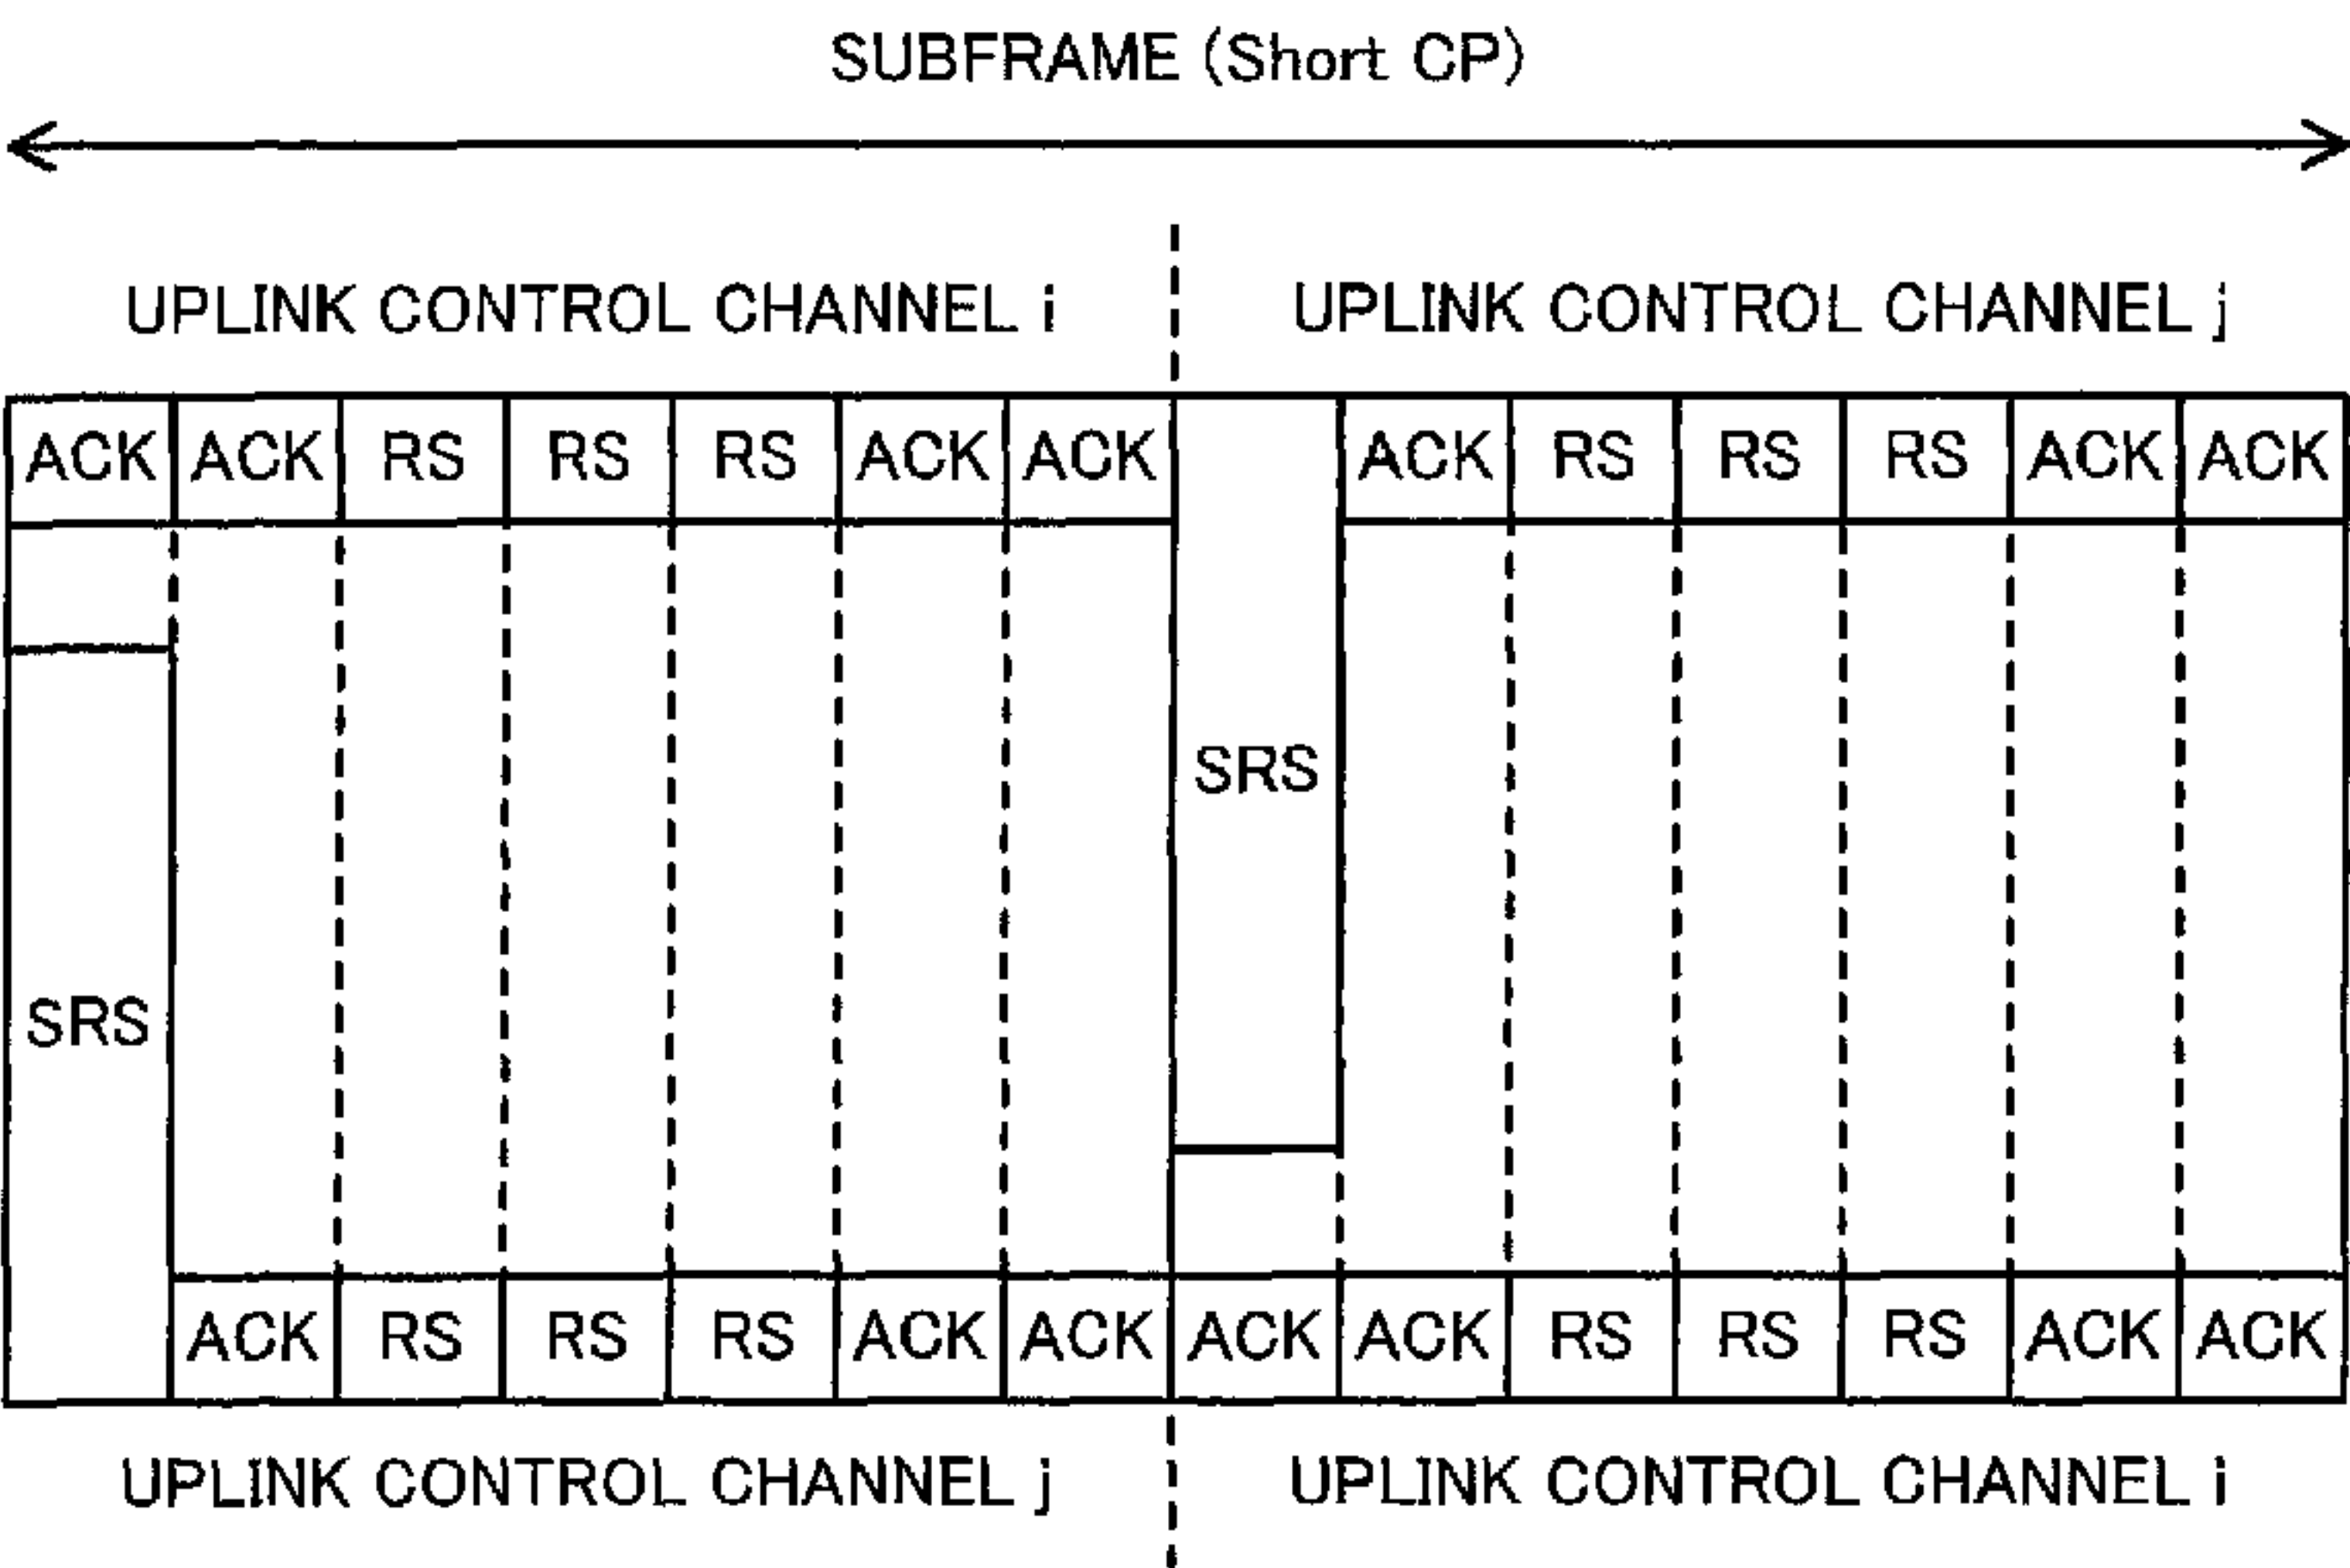 SUBFRAME (Short CP)
UPLINK CONTROL CHANNEL i UPLINK CONTROL CHANNEL j
ACK ACK RS RS RS ACK ACK ACK RS RS RS ACK ACK
SRS
SRS
ACK RS RS RS ACK ACK ACK ACK RS RS RS ACK ACK
UPLINK CONTROL CHANNEL j UPLINK CONTROL CHANNEL i